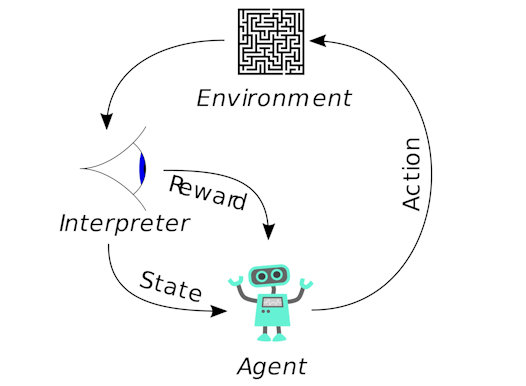 Environment
Reward
Interpreter
Action
State
Agent